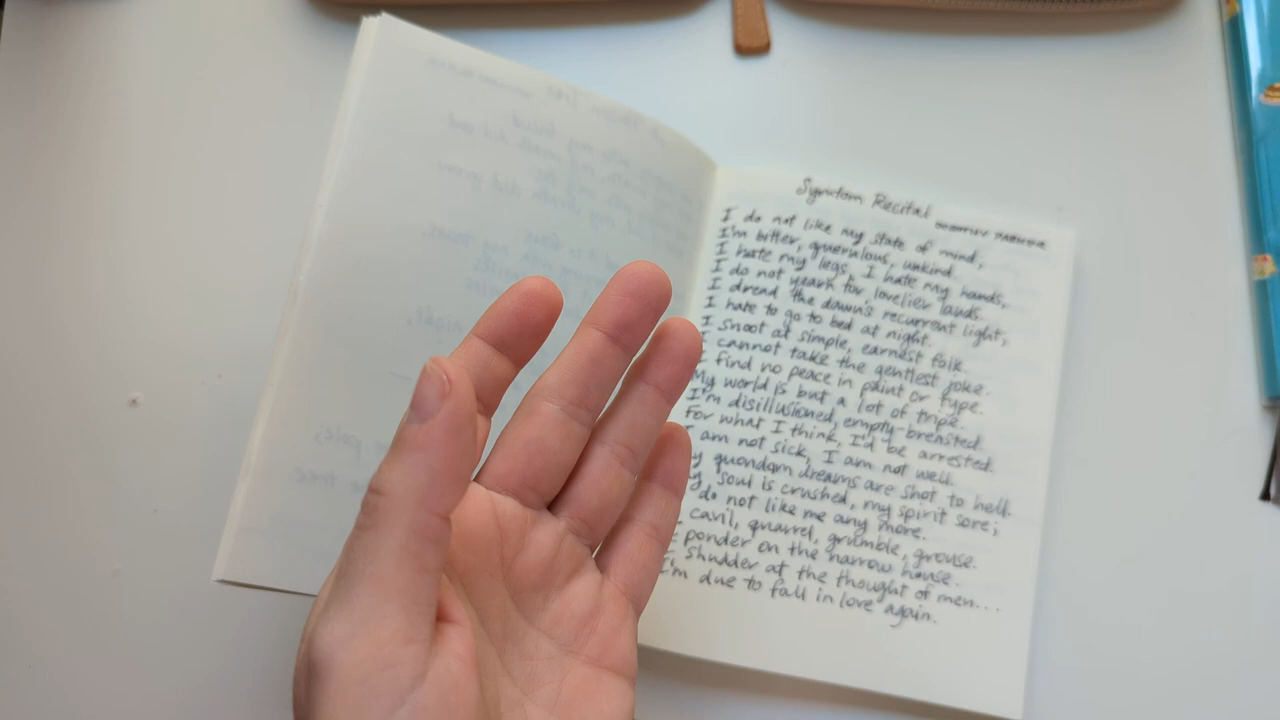 Symtom Recital DOROTHY PARKER
I do not like my state of mind;
I'm bitter, querulous, unkind.
I hate my legs, I hate my hands,
I do not yearn for lovelier lands.
I dread the dawn's recurrent light;
I hate to go to bed at night.
I snoot at simple, earnest folk.
I cannot take the gentlest joke.
I find no peace in paint or type.
My world is but a lot of tripe.
I'm disillusioned, empty-breasted.
For what I think, I'd be arrested.
I am not sick, I am not well.
My quondam dreams are shot to hell.
My soul is crushed, my spirit sore;
I do not like me any more.
I cavil, quarrel, grumble, grouse.
I ponder on the narrow house.
I shudder at the thought of men...
I'm due to fall in love again.